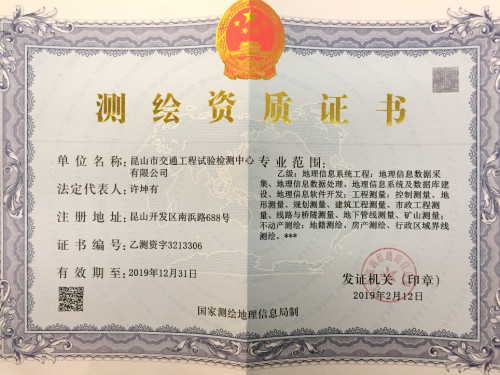 测绘资质证书
单位名称：昆山市交通工程试验检测中心有限公司
法定代表人 许坤有
注册地址：昆山开发区南浜路688号
证书编号 乙测资字3213306
有效期至：2019年12月31日
专业范围：
乙级：地理信息系统工程：地理信息数据采
集、地理信息数据处理、地理信息系统及数据库建
设、地理信息软件开发；工程测量：控制测量、地
形测量、规划测量、建筑工程测量、市政工程测
量、线路与桥隧测量、地下管线测量、矿山测量；
不动产测绘：地籍测绘、房产测绘、行政区域界线
测绘。***
发证机关（印章）
2019年2月12日
国家测绘地理信息局制